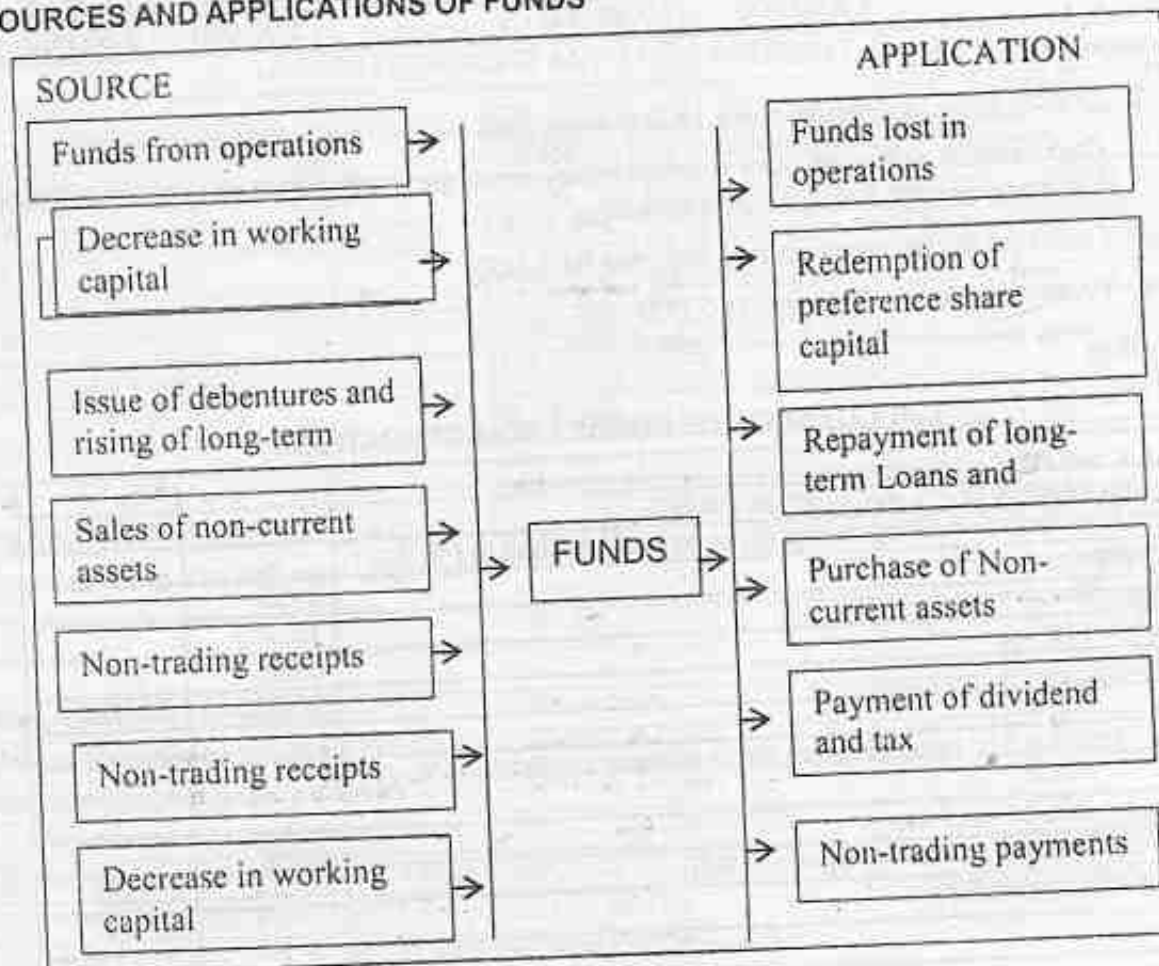 OURCES AND APPLICATIONS OF FUNDS
SOURCE
Funds from operations
Decrease in working
capital
Issue of debentures and
rising of long-term
Sales of non-current
assets
Non-trading receipts
Non-trading receipts
Decrease in working
capital
FUNDS
APPLICATION
Funds lost in
operations
Redemption of
preference share
capital
Repayment of long-
term Loans and
Purchase of Non-
current assets
Payment of dividend
and tax
Non-trading payments